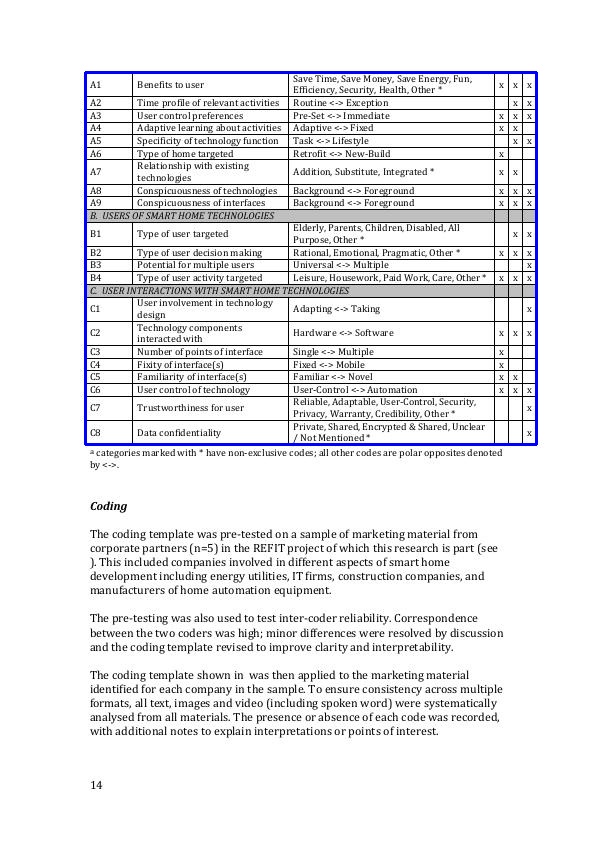 A1 Benefits to user Save Time, Save Money, Save Energy, Fun, Efficiency, Security, Health, Other * x x x
A2 Time profile of relevant activities Routine <-> Exception x x
A3 User control preferences Pre-Set <-> Immediate x x x
A4 Adaptive learning about activities Adaptive <-> Fixed x x
A5 Specificity of technology function Task <-> Lifestyle x x
A6 Type of home targeted Retrofit <-> New-Build x
A7 Relationship with existing technologies Addition, Substitute, Integrated * x x
A8 Conspicuousness of technologies Background <-> Foreground x x x
A9 Conspicuousness of interfaces Background <-> Foreground x x x
B. USERS OF SMART HOME TECHNOLOGIES
B1 Type of user targeted Elderly, Parents, Children, Disabled, All Purpose, Other * x x
B2 Type of user decision making Rational, Emotional, Pragmatic, Other * x x x
B3 Potential for multiple users Universal <-> Multiple x
B4 Type of user activity targeted Leisure, Housework, Paid Work, Care, Other * x x x
C. USER INTERACTIONS WITH SMART HOME TECHNOLOGIES
C1 User involvement in technology design Adapting <-> Taking x
C2 Technology components interacted with Hardware <-> Software x x x
C3 Number of points of interface Single <-> Multiple x
C4 Fixity of interface(s) Fixed <-> Mobile x
C5 Familiarity of interface(s) Familiar <-> Novel x x
C6 User control of technology User-Control <-> Automation x x x
C7 Trustworthiness for user Reliable, Adaptable, User-Control, Security, Privacy, Warranty, Credibility, Other * x
C8 Data confidentiality Private, Shared, Encrypted & Shared, Unclear / Not Mentioned * x
a categories marked with * have non-exclusive codes; all other codes are polar opposites denoted
by <->.
Coding
The coding template was pre-tested on a sample of marketing material from
corporate partners (n=5) in the REFIT project of which this research is part (see
). This included companies involved in different aspects of smart home
development including energy utilities, IT firms, construction companies, and
manufacturers of home automation equipment.
The pre-testing was also used to test inter-coder reliability. Correspondence
between the two coders was high; minor differences were resolved by discussion
and the coding template revised to improve clarity and interpretability.
The coding template shown in  was then applied to the marketing material
identified for each company in the sample. To ensure consistency across multiple
formats, all text, images and video (including spoken word) were systematically
analysed from all materials. The presence or absence of each code was recorded,
with additional notes to explain interpretations or points of interest.
14